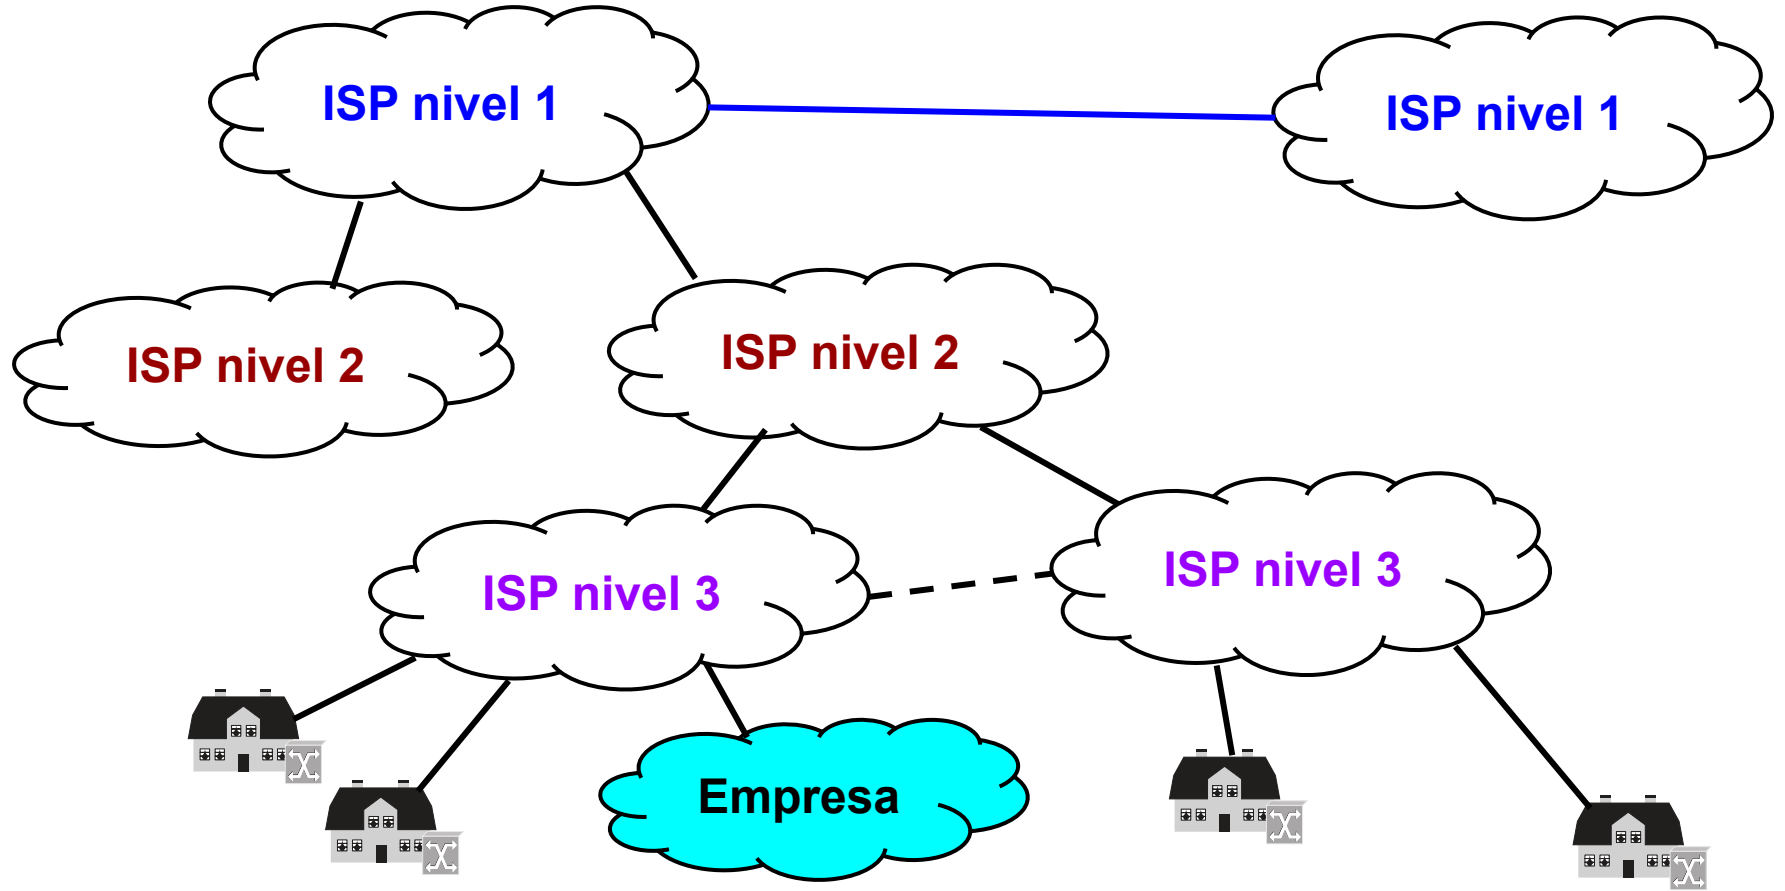 ISP nivel 1
ISP nivel 1
ISP nivel 2
ISP nivel 2
ISP nivel 3
ISP nivel 3
Empresa